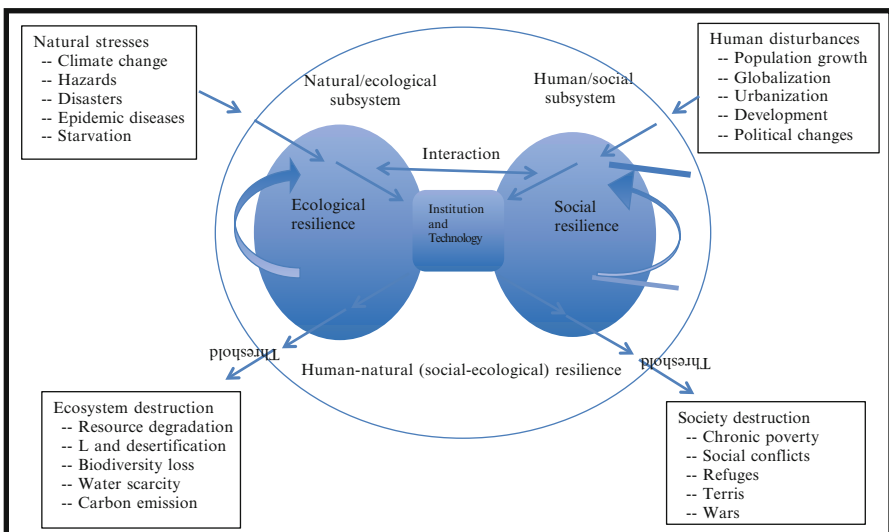 Natural stresses
-- Climate change
-- Hazards
-- Disasters
-- Epidemic diseases
-- Starvation
Human disturbances
-- Population growth
-- Globalization
-- Urbanization
-- Development
-- Political changes
Natural/ecological
subsystem
Human/social
subsystem
Interaction
Ecological
resilience
Institution
and
Technology
Social
resilience
Threshold
Threshold
Human-natural (social-ecological) resilience
Ecosystem destruction
-- Resource degradation
-- L and desertification
-- Biodiversity loss
-- Water scarcity
-- Carbon emission
Society destruction
-- Chronic poverty
-- Social conflicts
-- Refuges
-- Terris
-- Wars